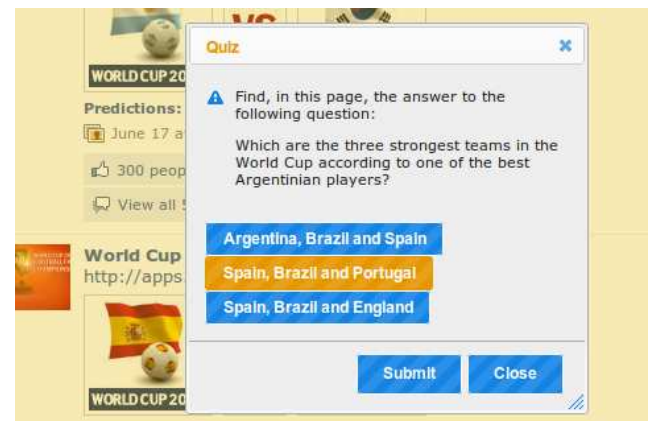 VS
WORLD CUP 20
Predictions:
June 17 a
300 peop
View all
World Cup
http://apps
WORLD CUP 20
Quiz
Find, in this page, the answer to the
following question:
Which are the three strongest teams in the
World Cup according to one of the best
Argentinian players?
Argentina, Brazil and Spain
Spain, Brazil and Portugal
Spain, Brazil and England
Submit
Close